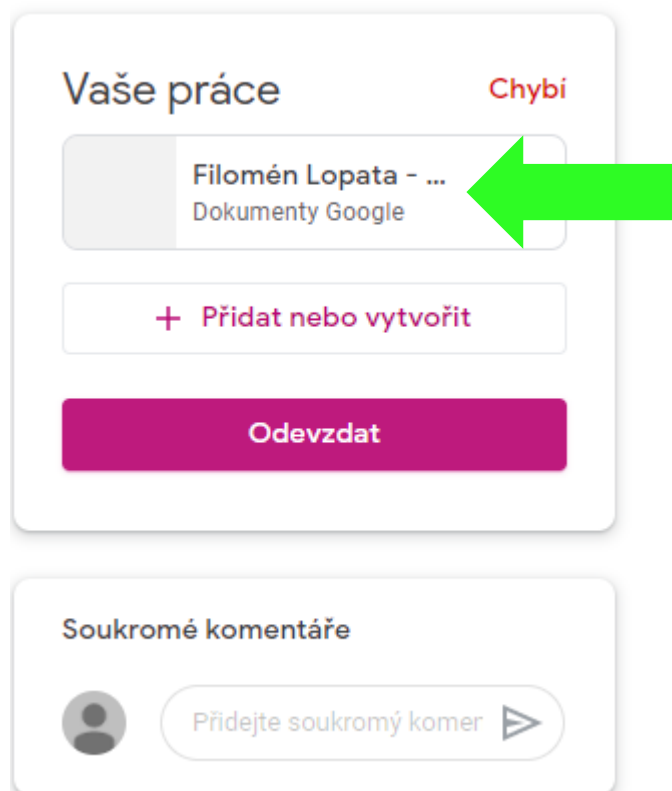 Vaše práce
Chybí
Filomén Lopata - ...
Dokumenty Google
+ Přidat nebo vytvořit
Odevzdat
Soukromé komentáře
Přidejte soukromý komer